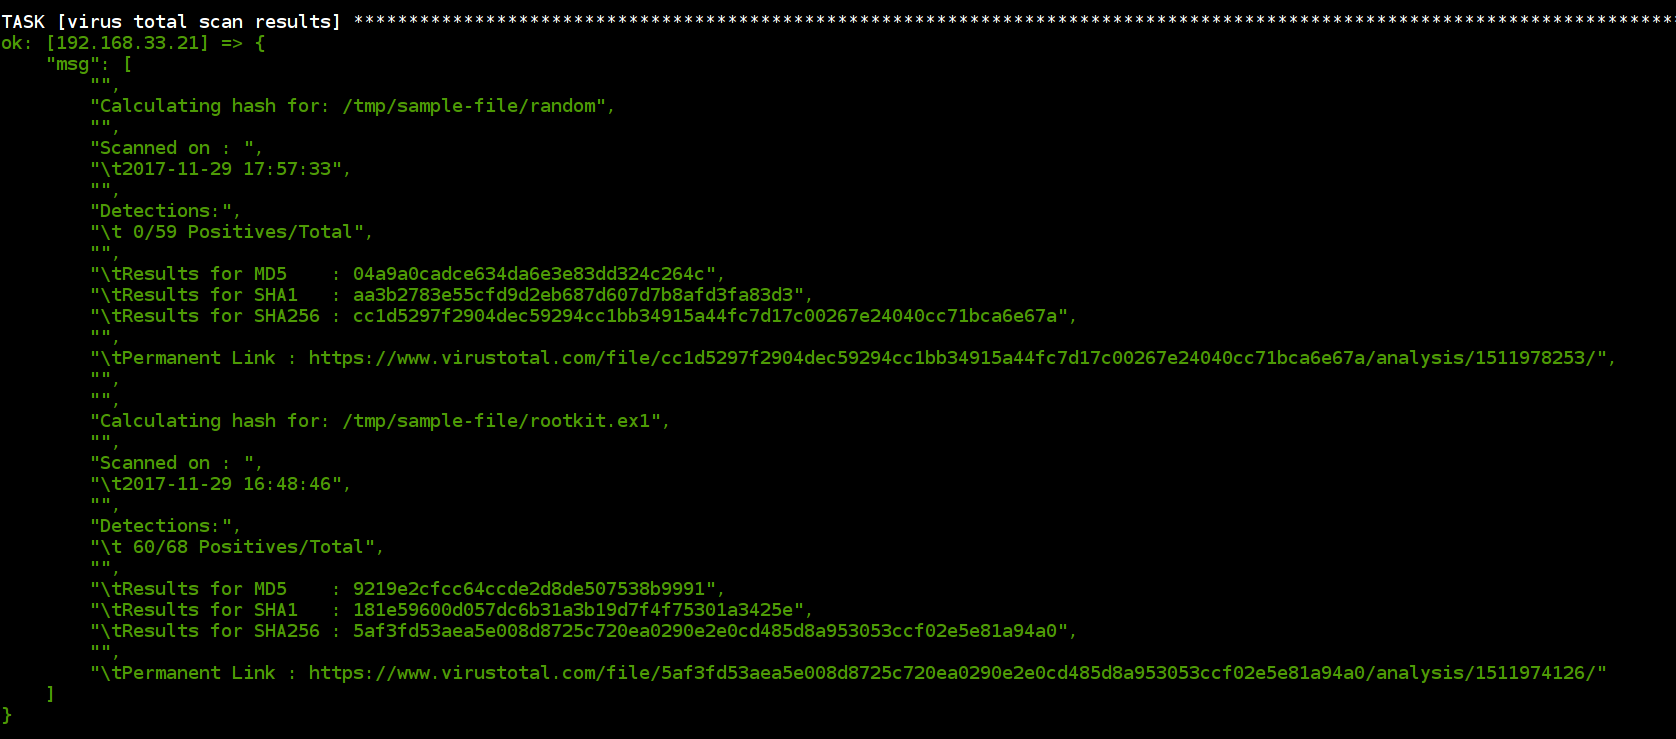 TASK [virus total scan results] ************************************************************************************************************************
ok: [192.168.33.21] => {
    "msg": [
        "",
        "Calculating hash for: /tmp/sample-file/random",
        "",
        "Scanned on : ",
        "\t2017-11-29 17:57:33",
        "",
        "Detections:",
        "\t 0/59 Positives/Total",
        "",
        "\tResults for MD5    : 04a9a0cadce634da6e3e83dd324c264c",
        "\tResults for SHA1   : aa3b2783e55cfd9d2eb687d607d7b8afd3fa83d3",
        "\tResults for SHA256 : cc1d5297f2904dec59294cc1bb34915a44fc7d17c00267e24040cc71bca6e67a",
        "",
        "\tPermanent Link : https://www.virustotal.com/file/cc1d5297f2904dec59294cc1bb34915a44fc7d17c00267e24040cc71bca6e67a/analysis/1511978253/",
        "",
        "",
        "Calculating hash for: /tmp/sample-file/rootkit.ex1",
        "",
        "Scanned on : ",
        "\t2017-11-29 16:48:46",
        "",
        "Detections:",
        "\t 60/68 Positives/Total",
        "",
        "\tResults for MD5    : 9219e2cfcc64ccde2d8de507538b9991",
        "\tResults for SHA1   : 181e59600d057dc6b31a3b19d7f4f75301a3425e",
        "\tResults for SHA256 : 5af3fd53aea5e008d8725c720ea0290e2e0cd485d8a953053ccf02e5e81a94a0",
        "",
        "\tPermanent Link : https://www.virustotal.com/file/5af3fd53aea5e008d8725c720ea0290e2e0cd485d8a953053ccf02e5e81a94a0/analysis/1511974126/"
    ]
}